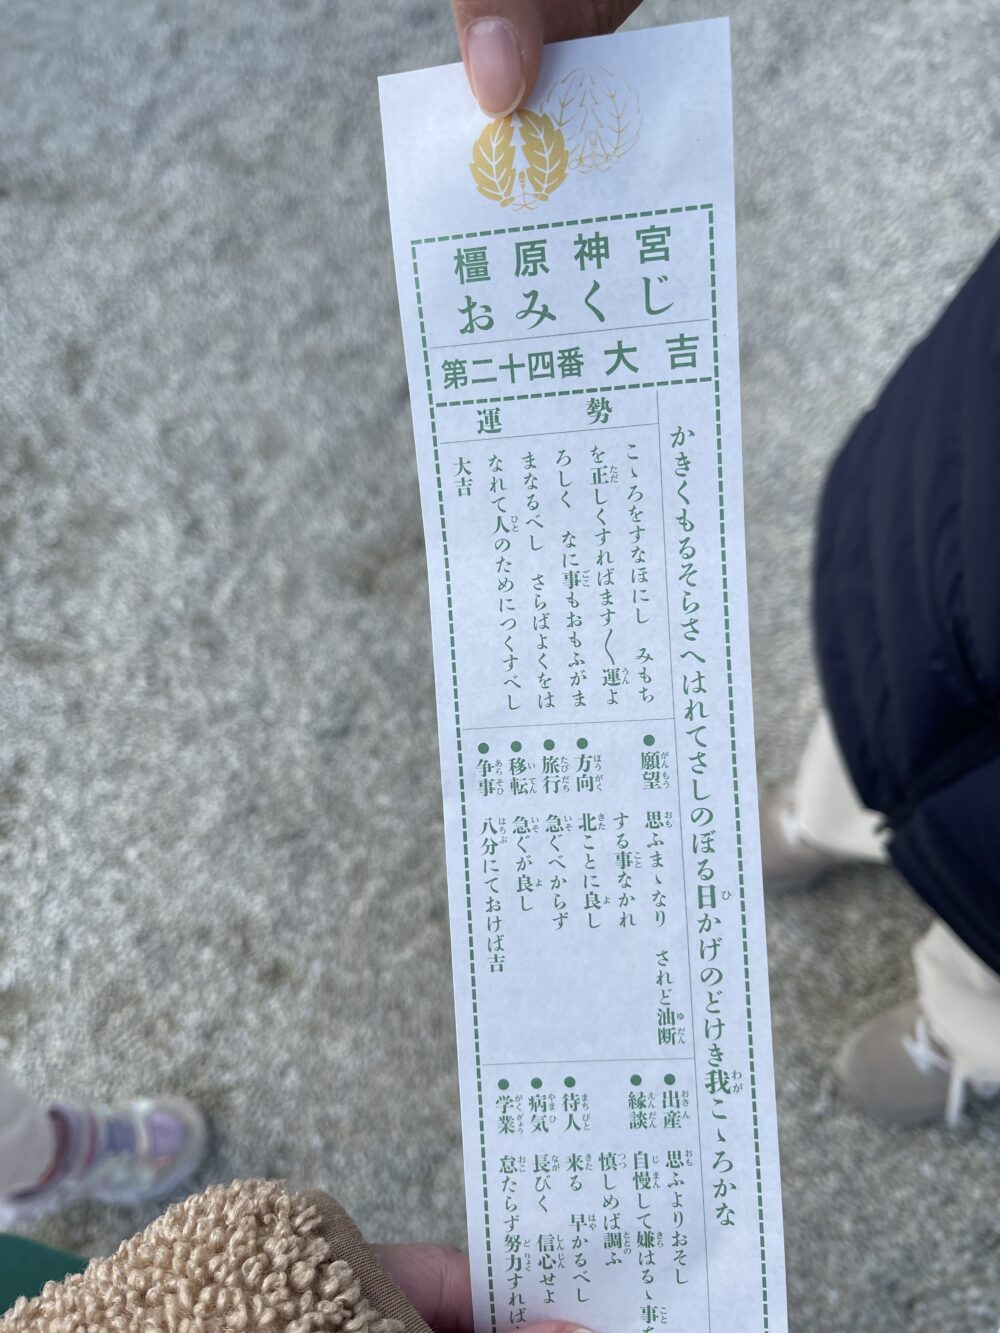 橿原神宮
おみくじ
第二十四番 大吉
かきくもるそらさへはれてさしのぼる日かげのどけき我こゝろかな
運勢
こゝろをすなほにし みもち
を正しくすればます〳〵運よ
ろしく なに事もおもふがま
まなるべし さらばよくをは
なれて人のためにつくすべし
大吉
●願望 思ふまゝなり されど油断
する事なかれ
●方向 北ことに良し
●旅行 急ぐべからず
●移転 急ぐが良し
●争事 八分にておけば吉
●出産 思ふよりおそし
●縁談 自慢して嫌はるゝ事を
慎しめば調ふ
●待人 来る 早かるべし
●病気 長びく 信心せよ
●学業 怠たらず努力すれば